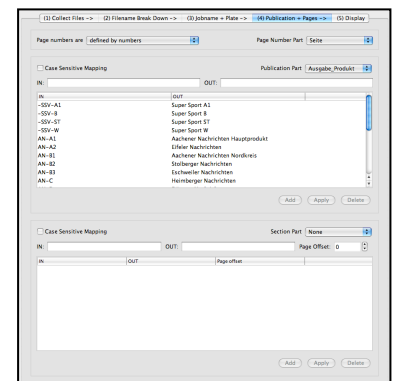 (1) Collect Files -> (2) Filename Break Down -> (3) Jobname + Plate -> (4) Publication + Pages -> (5) Display
Page numbers are defined by numbers Page Number Part Seite
Case Sensitive Mapping Publication Part Ausgabe_Produkt
IN: OUT:
IN OUT
-SSV-A1 Super Sport A1
-SSV-B Super Sport B
-SSV-ST Super Sport ST
-SSV-W Super Sport W
AN-A1 Aachener Nachrichten Hauptprodukt
AN-A2 Eifeler Nachrichten
AN-B1 Aachener Nachrichten Nordkreis
AN-B2 Stolberger Nachrichten
AN-B3 Eschweiler Nachrichten
AN-C Heimberger Nachrichten
Add Apply Delete
Case Sensitive Mapping Section Part None
IN: OUT: Page Offset: 0
IN OUT Page offset
Add Apply Delete